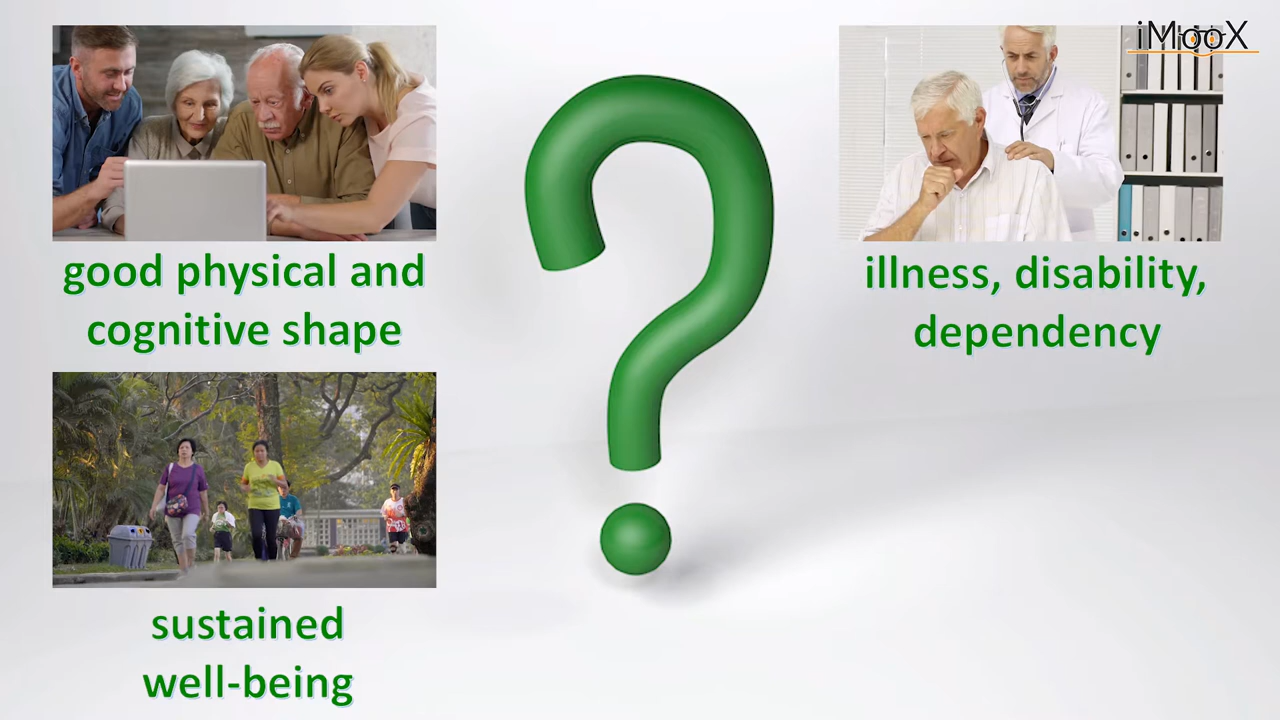 iMooX
good physical and
cognitive shape
illness, disability,
dependency
sustained
well-being